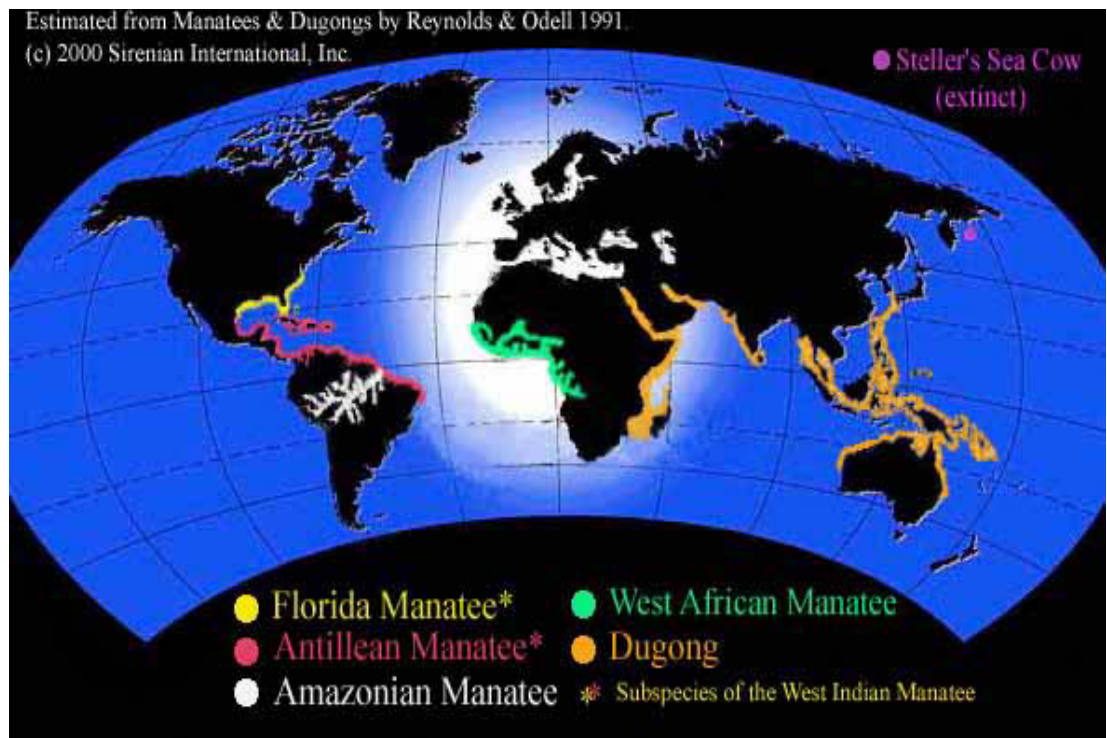 Estimated from Manatees & Dugongs by Reynolds & Odell 1991.
(c) 2000 Sirenian International, Inc.
Steller's Sea Cow
(extinct)
Florida Manatee*
West African Manatee
Antillean Manatee*
Dugong
Amazonian Manatee
** Subspecies of the West Indian Manatee